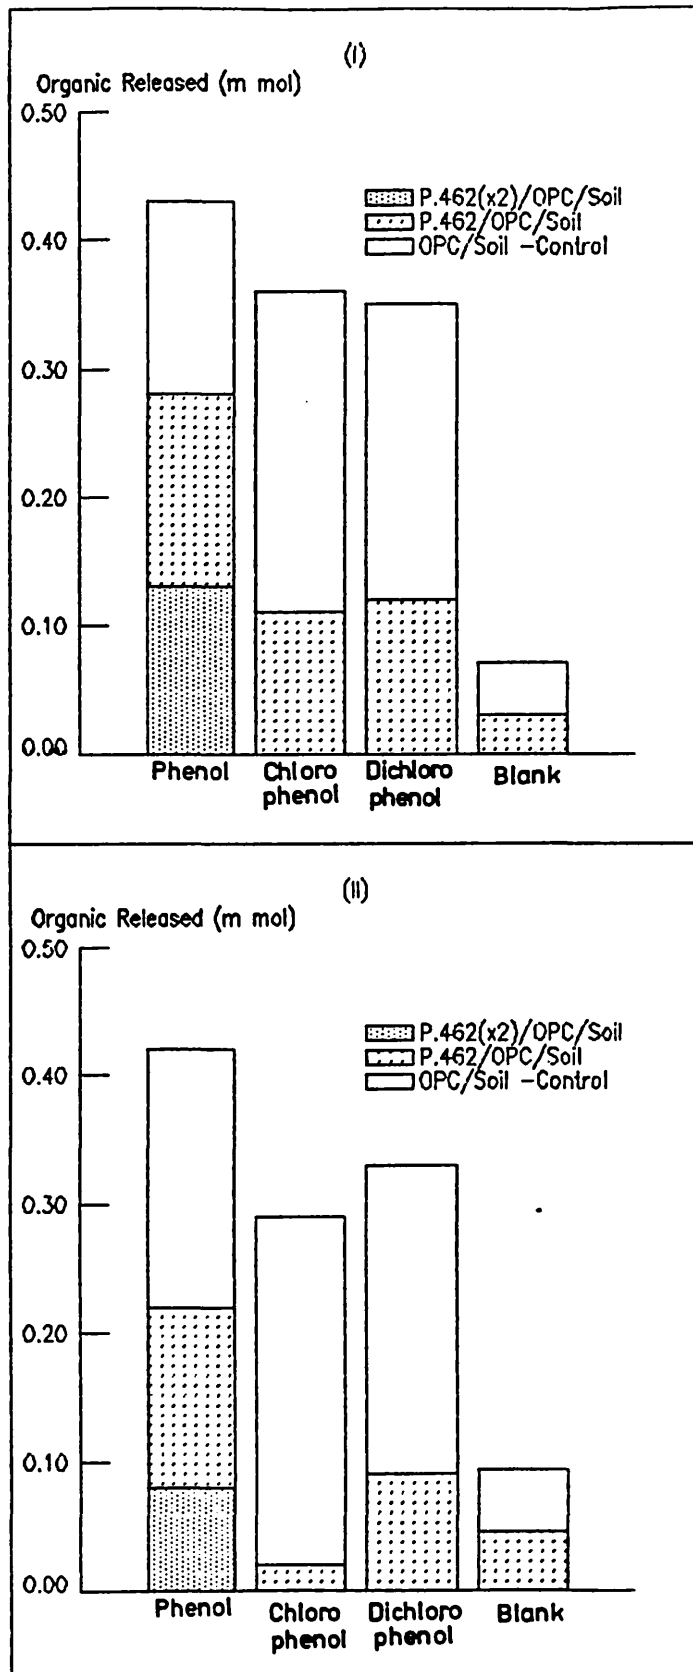 (I)
Organic Released (m mol)
0.50
0.40
0.30
0.20
0.10
0.00
P.462(x2)/OPC/Soil
P.462/OPC/Soil
OPC/Soil -Control
Phenol
Chloro
phenol
Dichloro
phenol
Blank
(II)
Organic Released (m mol)
0.50
0.40
0.30
0.20
0.10
0.00
P.462(x2)/OPC/Soil
P.462/OPC/Soil
OPC/Soil -Control
Phenol
Chloro
phenol
Dichloro
phenol
Blank